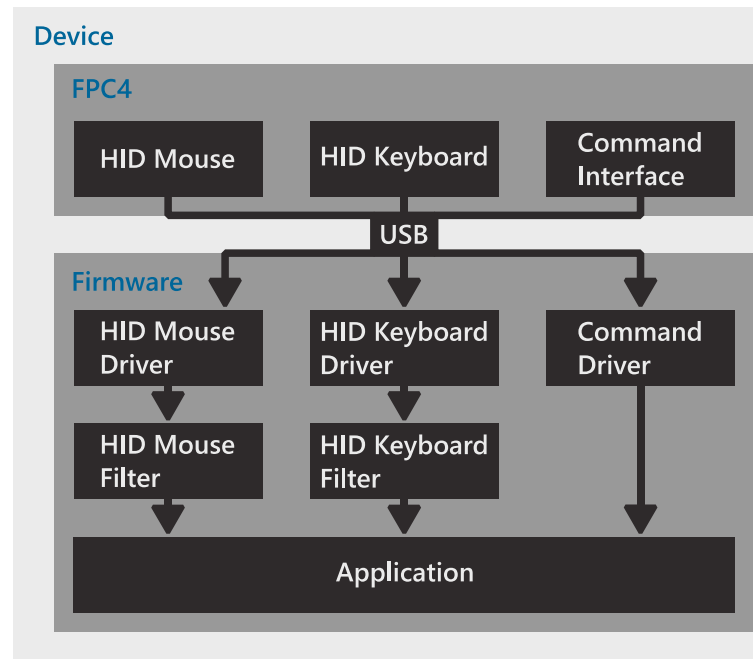 Device
FPC4
HID Mouse
HID Keyboard
Command
Interface
USB
Firmware
HID Mouse
Driver
HID Keyboard
Driver
Command
Driver
HID Mouse
Filter
HID Keyboard
Filter
Application